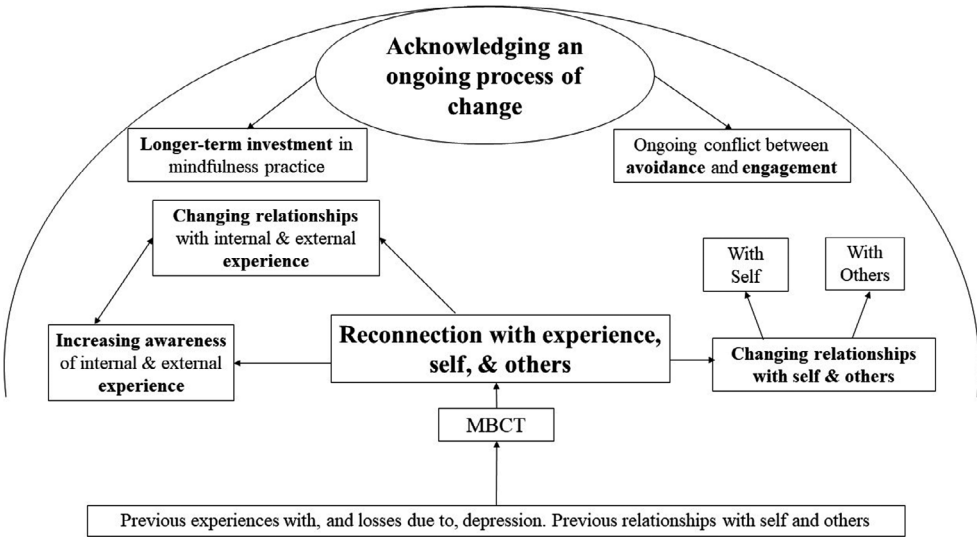 Acknowledging an
ongoing process of
change
Longer-term investment in
mindfulness practice
Ongoing conflict between
avoidance and engagement
Changing relationships
with internal & external
experience
With
Self
With
Others
Increasing awareness
of internal & external
experience
Reconnection with experience,
self, & others
Changing relationships
with self & others
MBCT
Previous experiences with, and losses due to, depression. Previous relationships with self and others